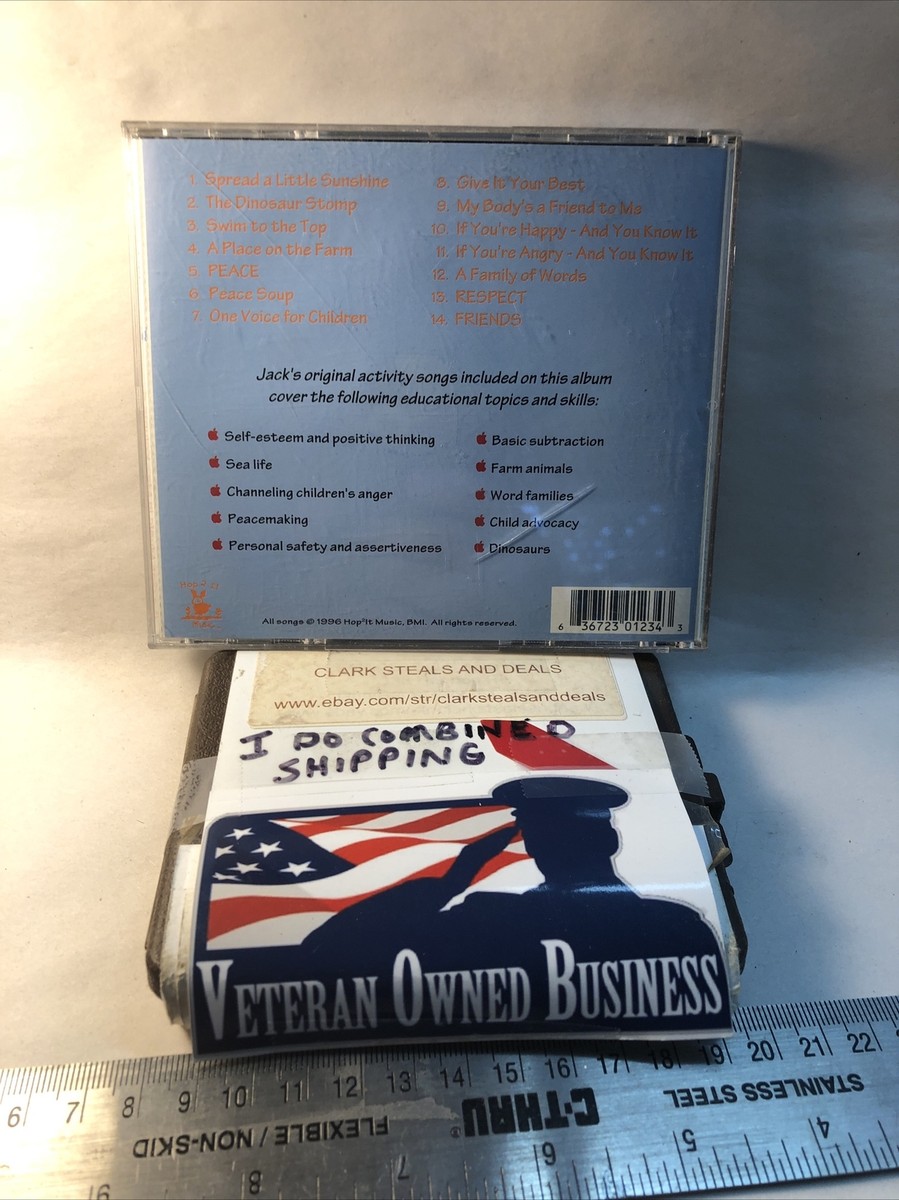 1. Spread a Little Sunshine
2. The Dinosaur Stomp
3. Swim to the Top
4. A Place on the Farm
5. PEACE
6. Peace Soup
7. One Voice for Children
8. Give It Your Best
9. My Body's a Friend to Me
10. If You're Happy - And You Know It
11. If You're Angry - And You Know It
12. A Family of Words
13. RESPECT
14. FRIENDS
Jack's original activity songs included on this album
cover the following educational topics and skills:
Self-esteem and positive thinking
Sea life
Channeling children's anger
Peacemaking
Personal safety and assertiveness
Basic subtraction
Farm animals
Word families
Child advocacy
Dinosaurs
All songs © 1996 Hop²It Music, BMI. All rights reserved.
6 36723 01234 3
CLARK STEALS AND DEALS
www.ebay.com/str/clarkstealsanddeals
I DO COMBINED
SHIPPING
VETERAN OWNED BUSINESS
6 7 8 9 10 11 12 13 14 15 16 17 18 19 20 21 22
FLEXIBLE / NON-SKID
C-THRU®
STAINLESS STEEL
9 8 7 6 5 4